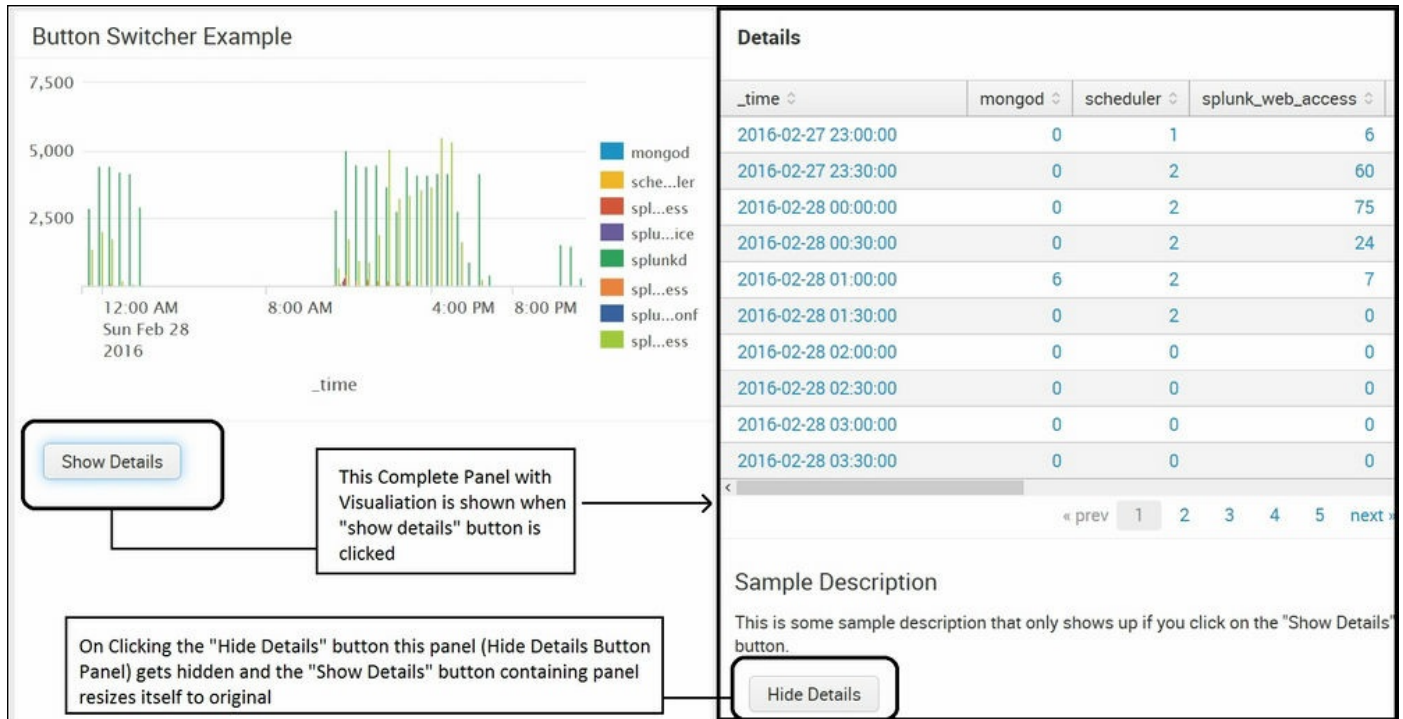 Button Switcher Example
7,500
5,000
2,500
12:00 AM
Sun Feb 28
2016
8:00 AM
4:00 PM
8:00 PM
_time
mongod
sche...ler
spl...ess
splu...ice
splunkd
spl...ess
splu...onf
spl...ess
Show Details
This Complete Panel with
Visualiation is shown when
"show details" button is
clicked
On Clicking the "Hide Details" button this panel (Hide Details Button
Panel) gets hidden and the "Show Details" button containing panel
resizes itself to original
Details
_time mongod scheduler splunk_web_access
2016-02-27 23:00:00 0 1 6
2016-02-27 23:30:00 0 2 60
2016-02-28 00:00:00 0 2 75
2016-02-28 00:30:00 0 2 24
2016-02-28 01:00:00 6 2 7
2016-02-28 01:30:00 0 2 0
2016-02-28 02:00:00 0 0 0
2016-02-28 02:30:00 0 0 0
2016-02-28 03:00:00 0 0 0
2016-02-28 03:30:00 0 0 0
« prev 1 2 3 4 5 next »
Sample Description
This is some sample description that only shows up if you click on the "Show Details"
button.
Hide Details